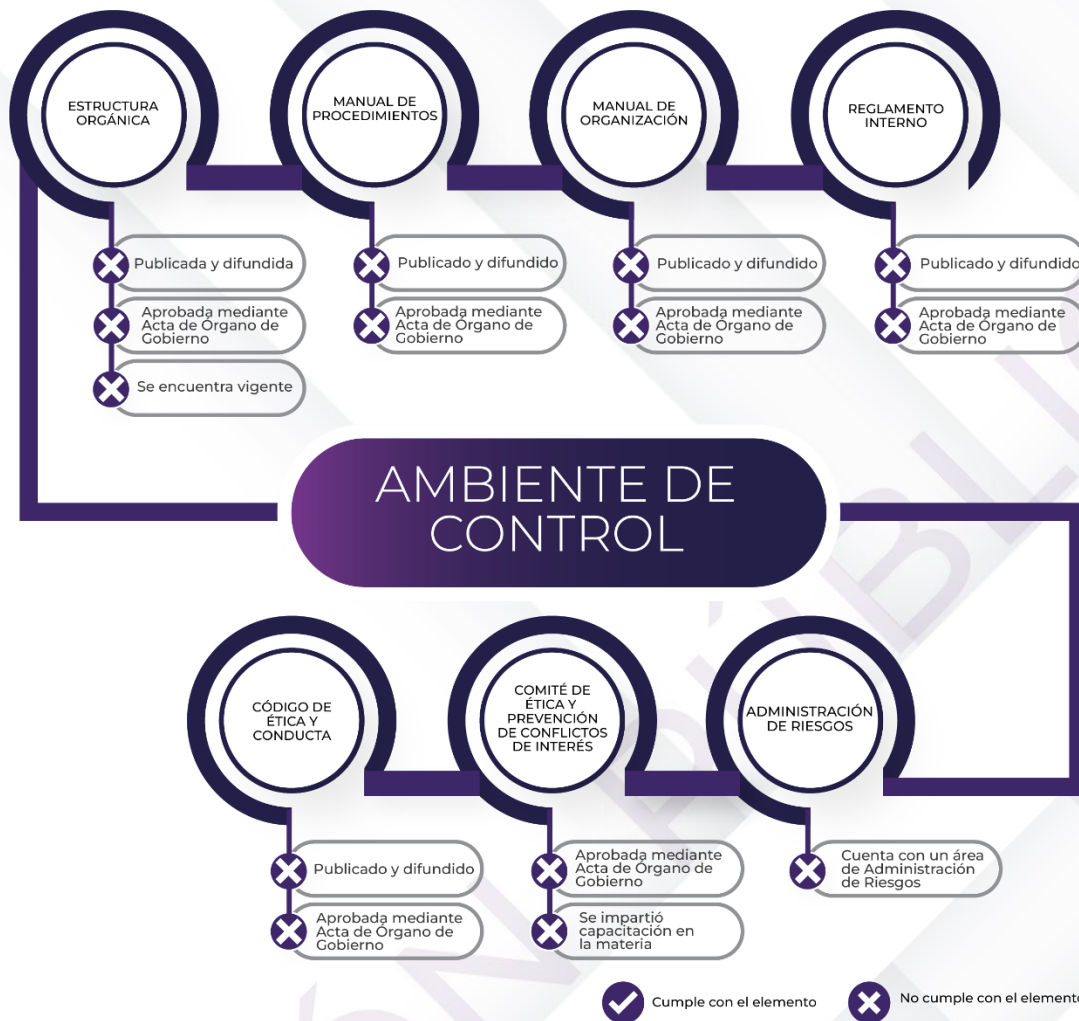 ESTRUCTURA
ORGÁNICA
MANUAL DE
PROCEDIMIENTOS
MANUAL DE
ORGANIZACIÓN
REGLAMENTO
INTERNO
Publicada y difundida
Aprobada mediante
Acta de Órgano de
Gobierno
Se encuentra vigente
Publicado y difundido
Aprobada mediante
Acta de Órgano de
Gobierno
Publicado y difundido
Aprobada mediante
Acta de Órgano de
Gobierno
Publicado y difundido
Aprobada mediante
Acta de Órgano de
Gobierno
AMBIENTE DE
CONTROL
CÓDIGO DE
ÉTICA Y
CONDUCTA
COMITÉ DE
ÉTICA Y
PREVENCIÓN
DE CONFLICTOS
DE INTERÉS
ADMINISTRACIÓN
DE RIESGOS
Publicado y difundido
Aprobada mediante
Acta de Órgano de
Gobierno
Aprobada mediante
Acta de Órgano de
Gobierno
Se impartió
capacitación en
la materia
Cuenta con un área
de Administración
de Riesgos
Cumple con el elemento
No cumple con el elemento